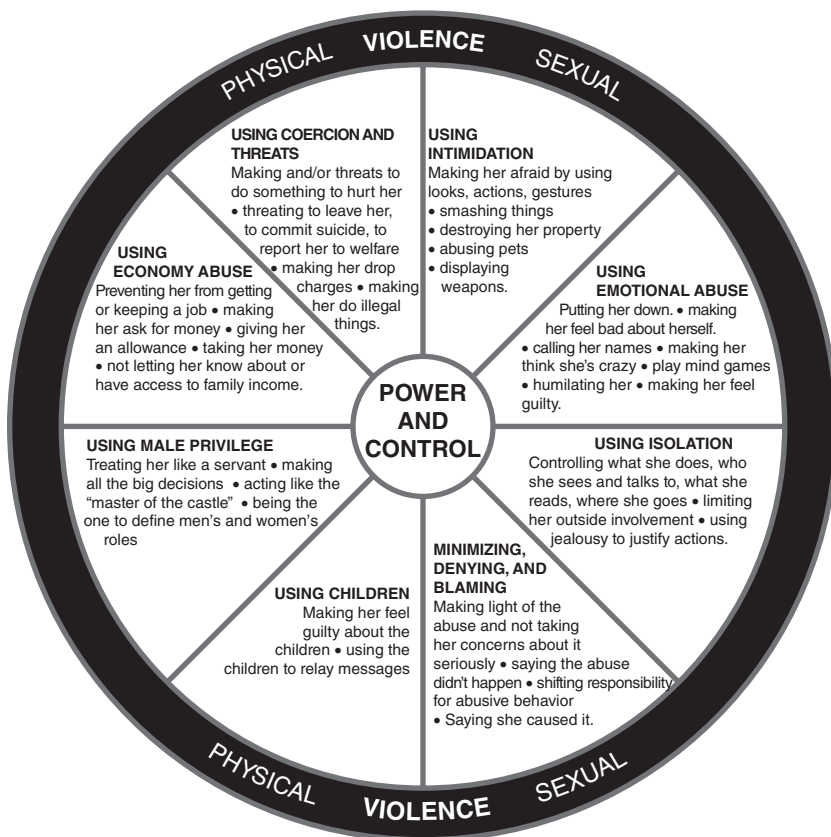 PHYSICAL VIOLENCE SEXUAL
USING COERCION AND
THREATS
Making and/or threats to
do something to hurt her
• threating to leave her,
to commit suicide, to
report her to welfare
• making her drop
charges • making
her do illegal
things.
USING
INTIMIDATION
Making her afraid by using
looks, actions, gestures
• smashing things
• destroying her property
• abusing pets
• displaying
weapons.
USING
EMOTIONAL ABUSE
Putting her down. • making
her feel bad about herself.
• calling her names • making her
think she's crazy • play mind games
• humilating her • making her feel
guilty.
USING ISOLATION
Controlling what she does, who
she sees and talks to, what she
reads, where she goes • limiting
her outside involvement • using
jealousy to justify actions.
MINIMIZING,
DENYING, AND
BLAMING
Making light of the
abuse and not taking
her concerns about it
seriously • saying the abuse
didn't happen • shifting responsibility
for abusive behavior
• Saying she caused it.
USING CHILDREN
Making her feel
guilty about the
children • using the
children to relay messages
USING MALE PRIVILEGE
Treating her like a servant • making
all the big decisions • acting like the
“master of the castle” • being the
one to define men's and women's
roles
USING
ECONOMY ABUSE
Preventing her from getting
or keeping a job • making
her ask for money • giving her
an allowance • taking her money
• not letting her know about or
have access to family income.
POWER
AND
CONTROL
PHYSICAL VIOLENCE SEXUAL